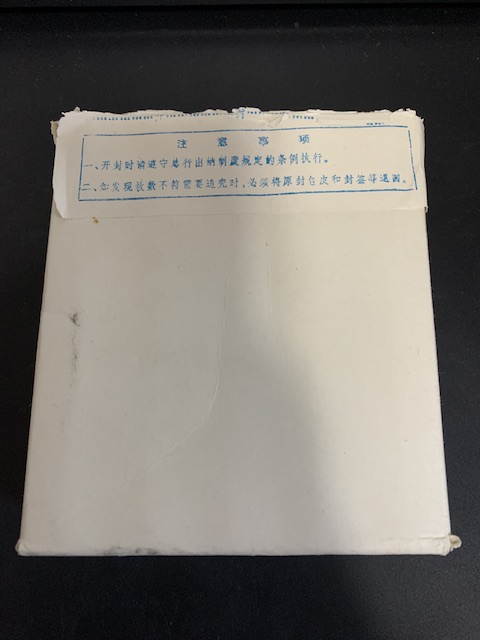 注意事项
一、开封时请遵守总行出纳制度规定的条例执行。
二、如发现枚数不符需要追究时,必须将原封包皮和封签等退回。